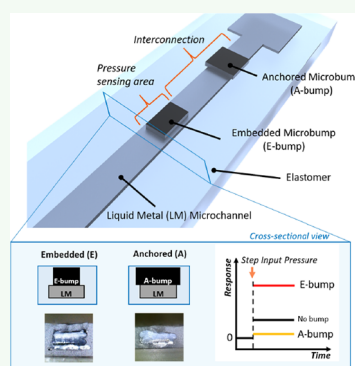 Interconnection
Pressure
sensing area
Anchored Microbump
(A-bump)
Embedded Microbump
(E-bump)
Elastomer
Liquid Metal (LM) Microchannel
Cross-sectional view
Embedded (E)
Anchored (A)
E-bump
LM
A-bump
LM
Step Input Pressure
Response
E-bump
No bump
A-bump
0
Time